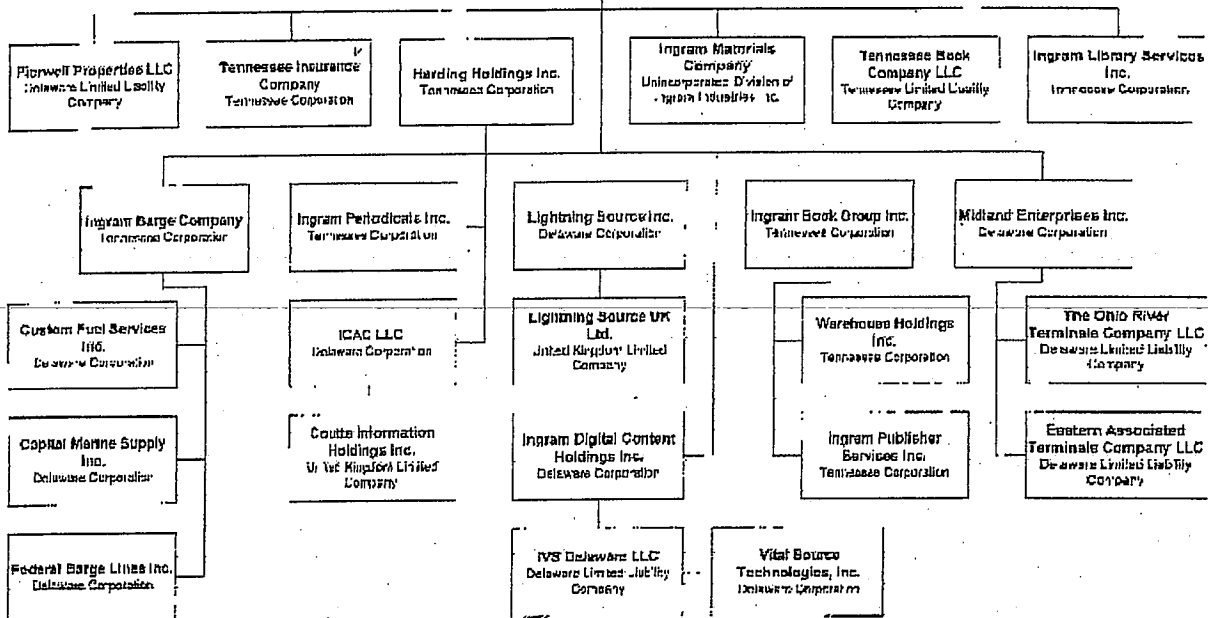 Pierwell Properties LLC
Delaware Limited Liability
Company
Tennessee Insurance
Company
Tennessee Corporation
Harding Holdings Inc.
Tennessee Corporation
Ingram Materials
Company
Unincorporated Division of
Ingram Industries Inc.
Tennessee Book
Company LLC
Tennessee Limited Liability
Company
Ingram Library Services
Inc.
Tennessee Corporation
Ingram Barge Company
Tennessee Corporation
Ingram Periodicals Inc.
Tennessee Corporation
Lightning Source Inc.
Delaware Corporation
Ingram Book Group Inc.
Tennessee Corporation
Midland Enterprises Inc.
Delaware Corporation
Custom Fuel Services
Inc.
Delaware Corporation
ICAC LLC
Delaware Corporation
Lightning Source UK
Ltd.
United Kingdom Limited
Company
Warehouse Holdings
Inc.
Tennessee Corporation
The Ohio River
Terminals Company LLC
Delaware Limited Liability
Company
Capital Marine Supply
Inc.
Delaware Corporation
Coutts Information
Holdings Inc.
United Kingdom Limited
Company
Ingram Digital Content
Holdings Inc.
Delaware Corporation
Ingram Publisher
Services Inc.
Tennessee Corporation
Eastern Associated
Terminals Company LLC
Delaware Limited Liability
Company
Federal Barge Lines Inc.
Delaware Corporation
IVS Delaware LLC
Delaware Limited Liability
Company
Vital Source
Technologies, Inc.
Delaware Corporation